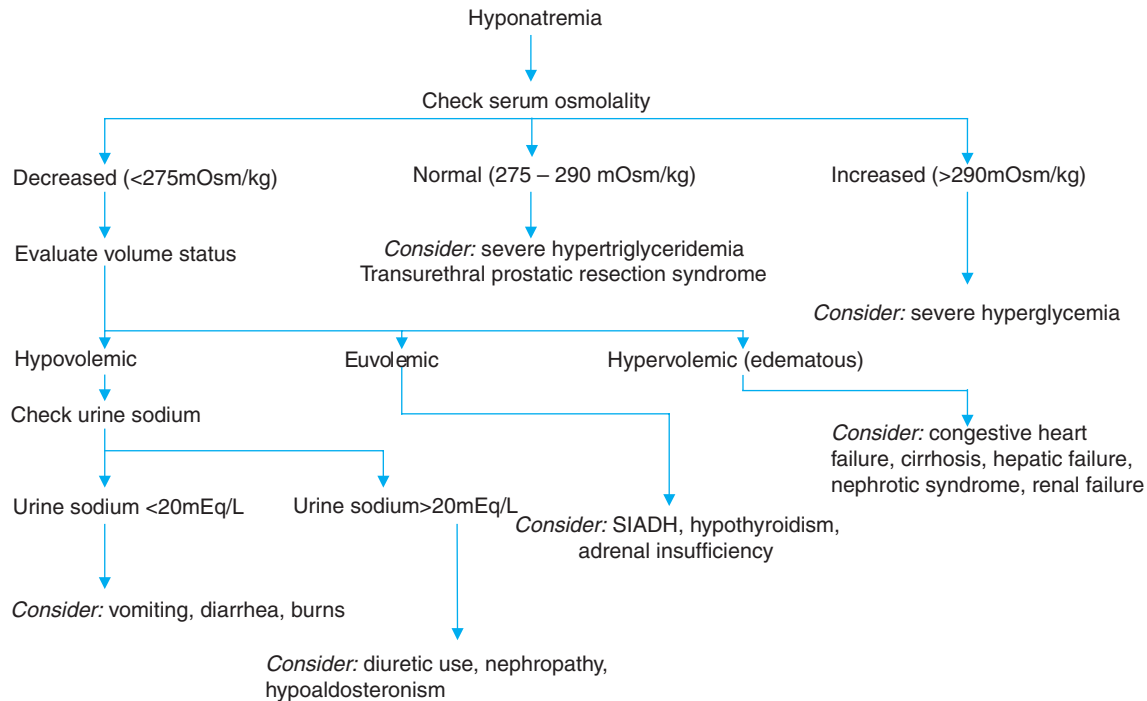 Hyponatremia
Check serum osmolality
Decreased (<275mOsm/kg)
Normal (275 – 290 mOsm/kg)
Increased (>290mOsm/kg)
Evaluate volume status
Consider: severe hypertriglyceridemia
Transurethral prostatic resection syndrome
Consider: severe hyperglycemia
Hypovolemic
Euvolemic
Hypervolemic (edematous)
Check urine sodium
Consider: congestive heart
failure, cirrhosis, hepatic failure,
nephrotic syndrome, renal failure
Urine sodium <20mEq/L
Urine sodium>20mEq/L
Consider: SIADH, hypothyroidism,
adrenal insufficiency
Consider: vomiting, diarrhea, burns
Consider: diuretic use, nephropathy,
hypoaldosteronism